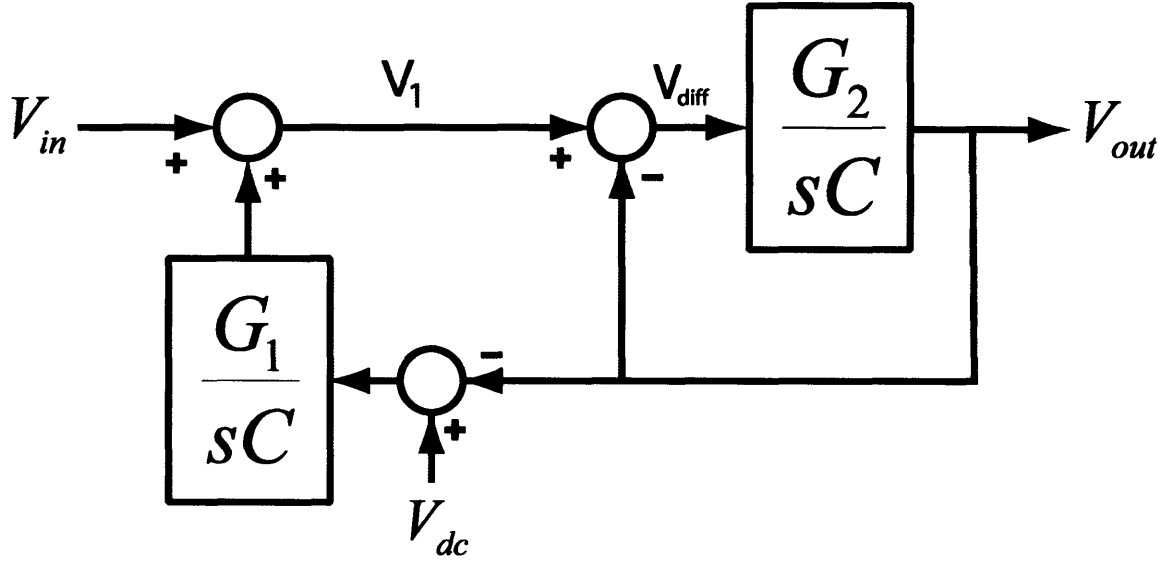 V_in
+
+
V_1
+
-
V_diff
G_2
sC
V_out
G_1
sC
-
+
V_dc